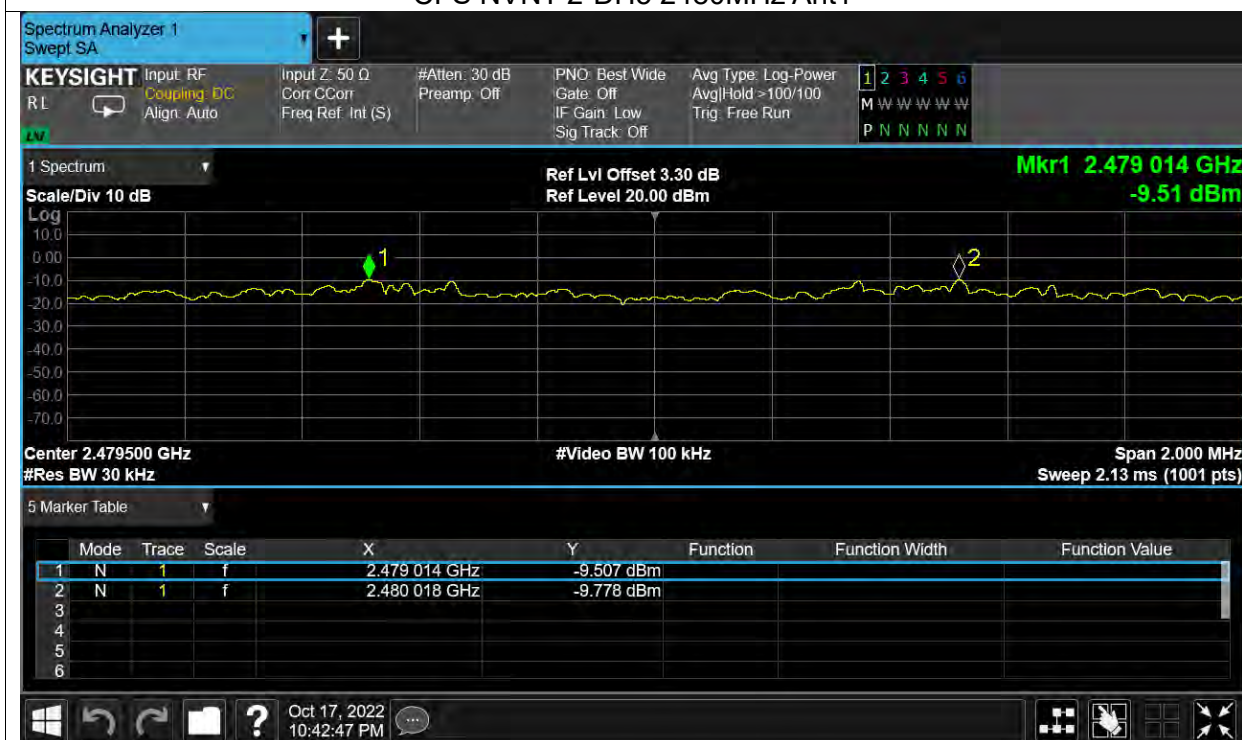 Spectrum Analyzer 1
Swept SA
KEYSIGHT Input: RF Input Z: 50 Ω #Atten: 30 dB PNO: Best Wide Avg Type: Log-Power 1 2 3 4 5 6
RL Coupling: DC Corr CCorr Preamp: Off Gate: Off Avg|Hold >100/100 M W W W W W W
Align: Auto Freq Ref: Int (S) IF Gain: Low Trig: Free Run
Sig Track: Off P N N N N N N
1 Spectrum Ref Lvl Offset 3.30 dB Mkr1 2.479 014 GHz
Scale/Div 10 dB Ref Level 20.00 dBm -9.51 dBm
Log
10.0
0.00
-10.0
-20.0
-30.0
-40.0
-50.0
-60.0
-70.0
1
2
Center 2.479500 GHz #Video BW 100 kHz Span 2.000 MHz
#Res BW 30 kHz Sweep 2.13 ms (1001 pts)
5 Marker Table
Mode Trace Scale X Y Function Function Width Function Value
1 N 1 f 2.479 014 GHz -9.507 dBm
2 N 1 f 2.480 018 GHz -9.778 dBm
3
4
5
6
? Oct 17, 2022
10:42:47 PM